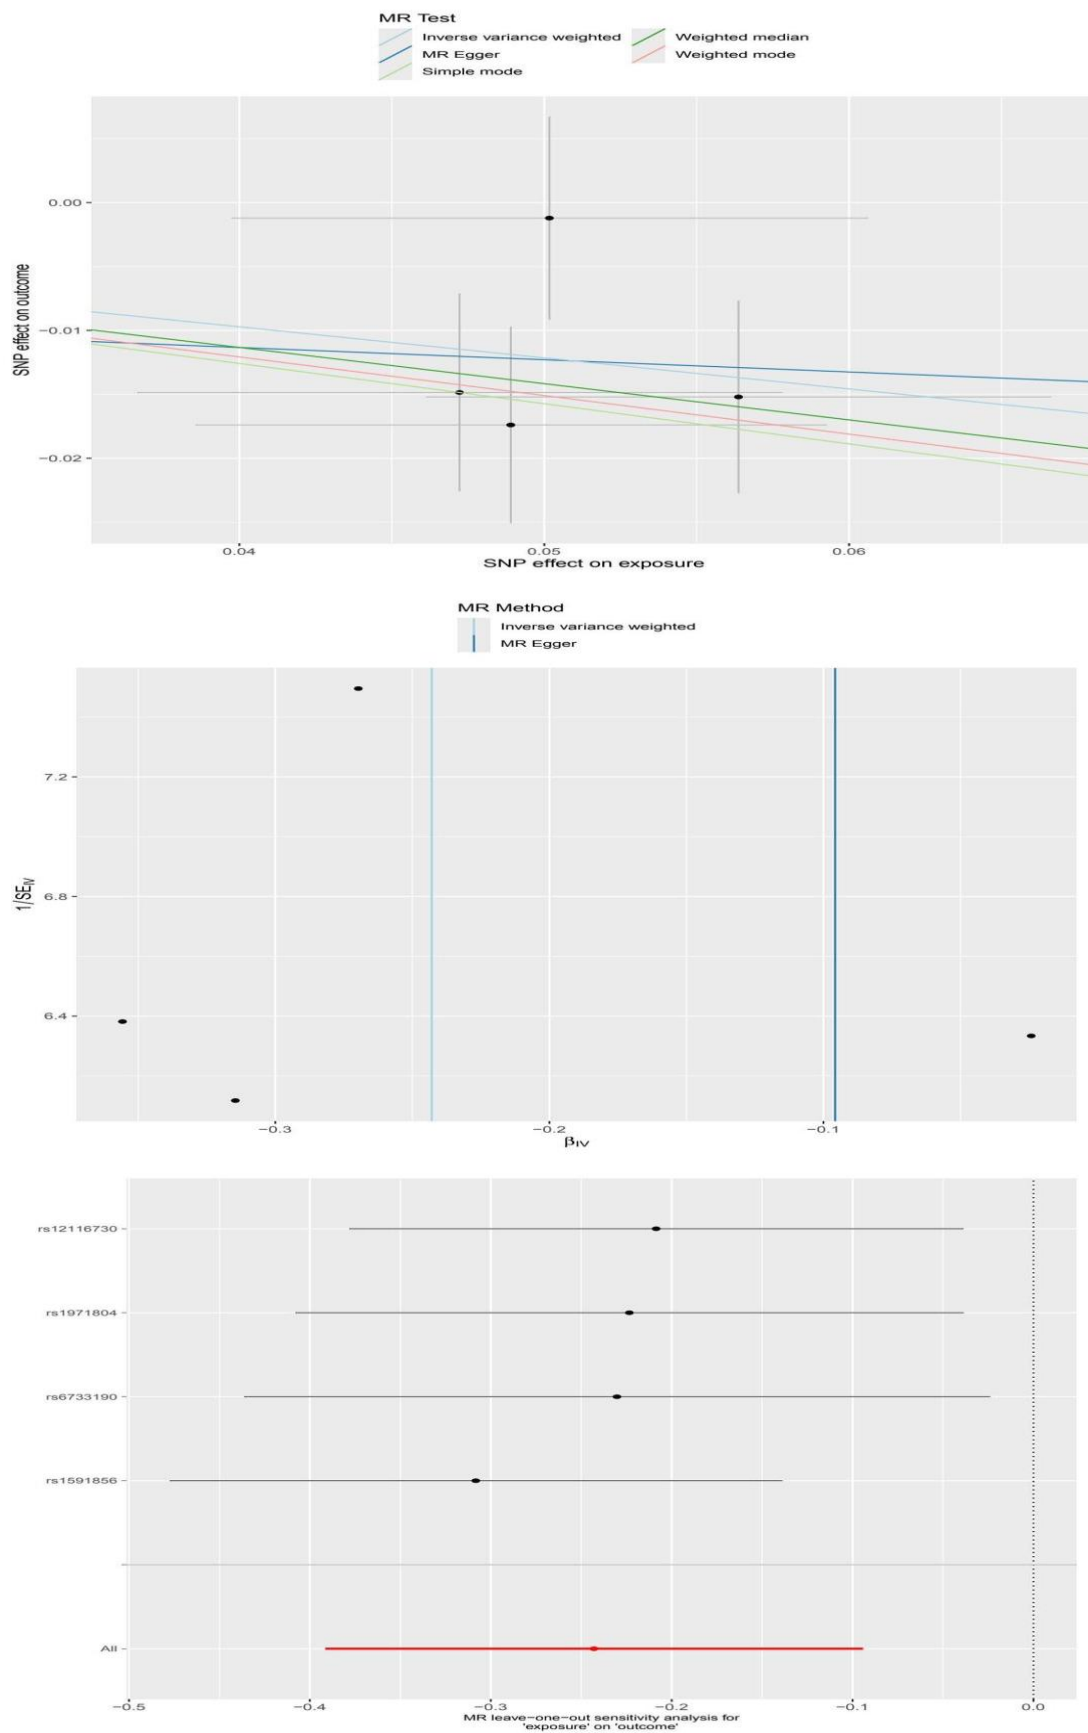 MR Test
Inverse variance weighted
Weighted median
MR Egger
Weighted mode
Simple mode
0.00
−0.01
−0.02
SNP effect on outcome
0.04
0.05
0.06
SNP effect on exposure
MR Method
Inverse variance weighted
MR Egger
7.2
6.8
6.4
1/SE_IV
−0.3
−0.2
−0.1
β_IV
rs12116730
rs1971804
rs6733190
rs1591856
All
−0.5
−0.4
−0.3
−0.2
−0.1
0.0
MR leave−one−out sensitivity analysis for
'exposure' on 'outcome'